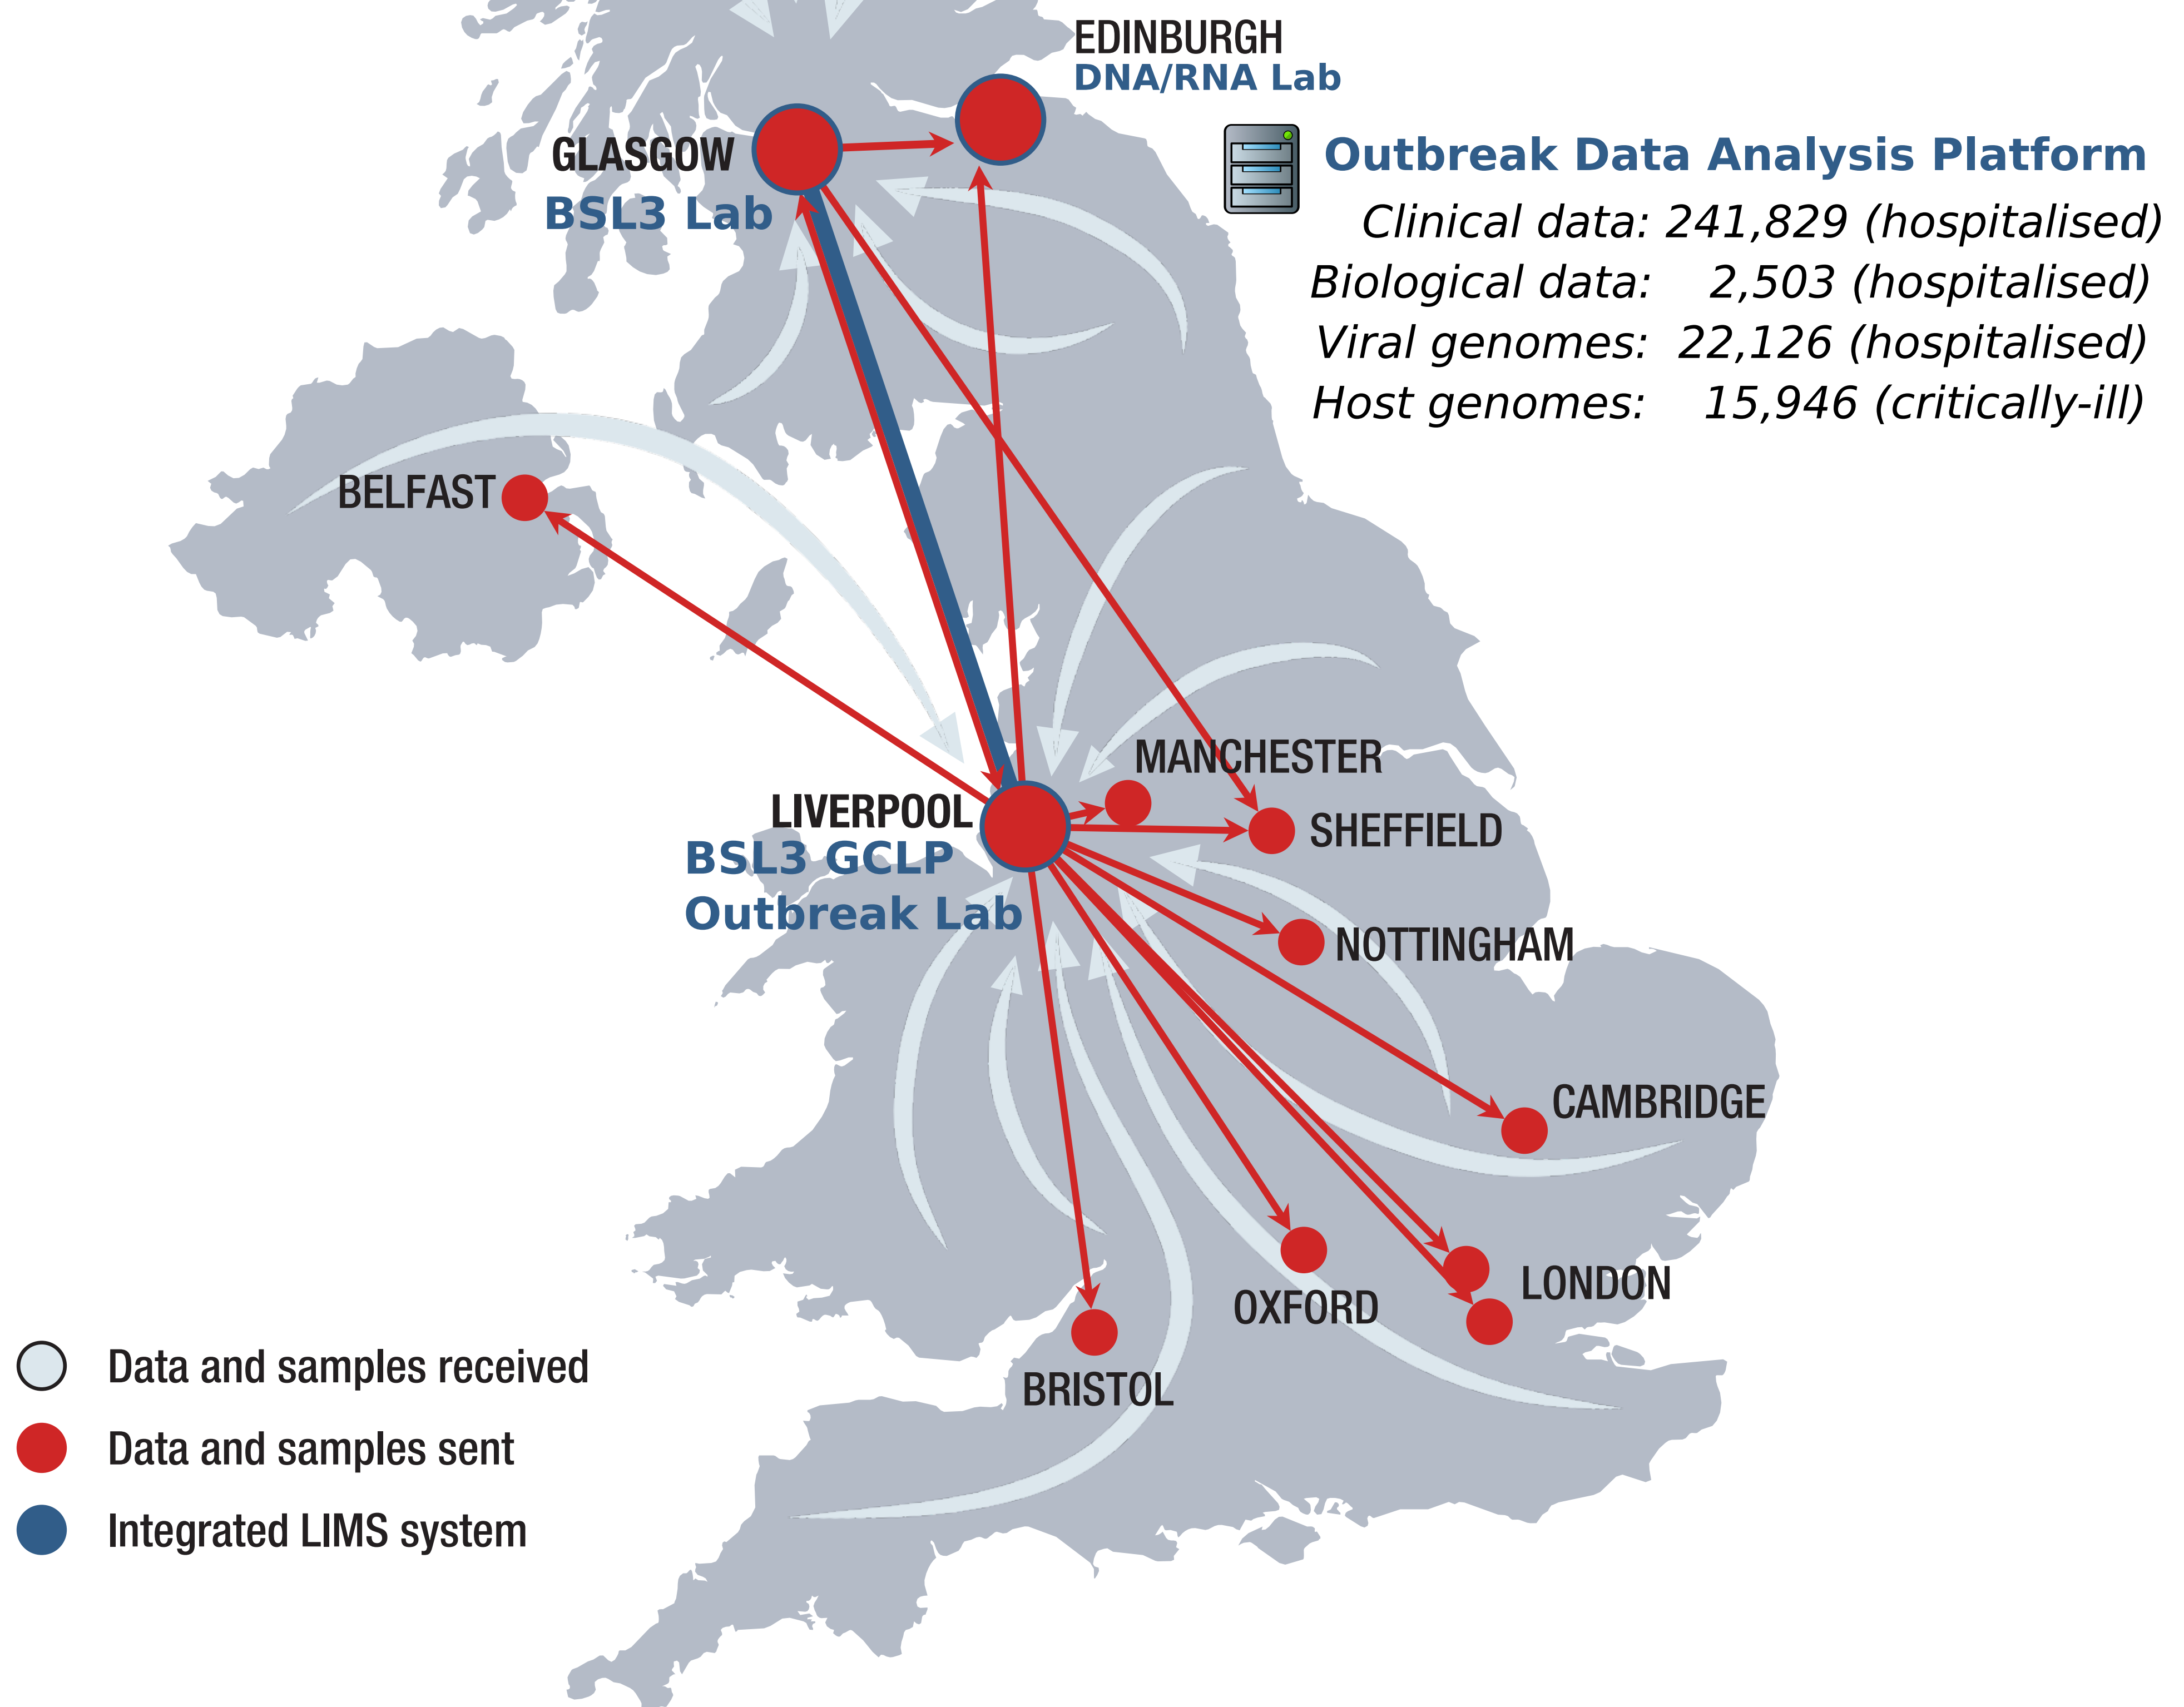 EDINBURGH
DNA/RNA Lab
GLASGOW
BSL3 Lab
Outbreak Data Analysis Platform
Clinical data: 241,829 (hospitalised)
Biological data: 2,503 (hospitalised)
Viral genomes: 22,126 (hospitalised)
Host genomes: 15,946 (critically-ill)
BELFAST
MANCHESTER
LIVERPOOL
BSL3 GCLP
Outbreak Lab
SHEFFIELD
NOTTINGHAM
CAMBRIDGE
LONDON
OXFORD
BRISTOL
Data and samples received
Data and samples sent
Integrated LIMS system